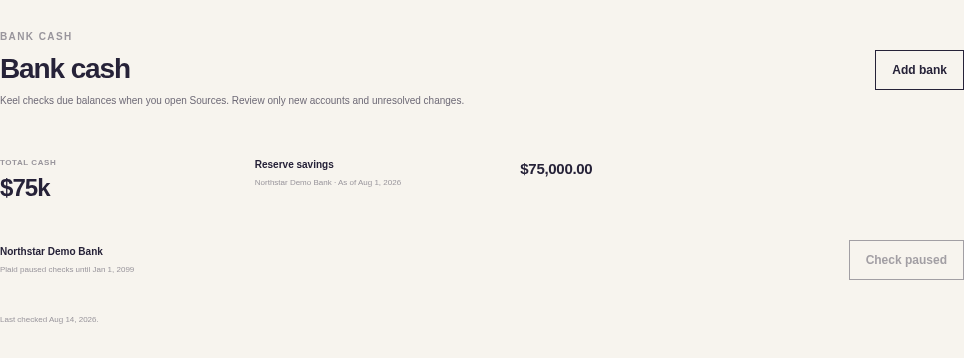 BANK CASH
Bank cash
Add bank
Keel checks due balances when you open Sources. Review only new accounts and unresolved changes.
TOTAL CASH
$75k
Reserve savings
Northstar Demo Bank · As of Aug 1, 2026
$75,000.00
Northstar Demo Bank
Plaid paused checks until Jan 1, 2099
Check paused
Last checked Aug 14, 2026.